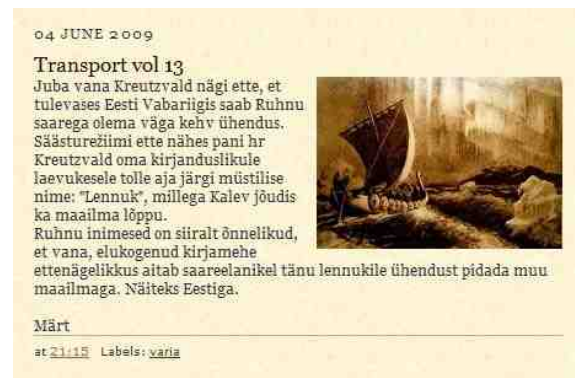 04 JUNE 2009
Transport vol 13
Juba vana Kreutzvald nägi ette, et
tulevases Eesti Vabariigis saab Ruhnu
saarega olema väga kehv ühendus.
Säästurežiimi ette nähes pani hr
Kreutzvald oma kirjanduslikule
laevukesele tolle aja järgi müstilise
nime: "Lennuk", millega Kalev jõudis
ka maailma lõppu.
Ruhnu inimesed on siiralt õnnelikud,
et vana, elukogenud kirjamehe
ettenägelikkus aitab saareelanikel tänu lennukile ühendust pidada muu
maailmaga. Näiteks Eestiga.
Märt
at 21:15 Labels: varia